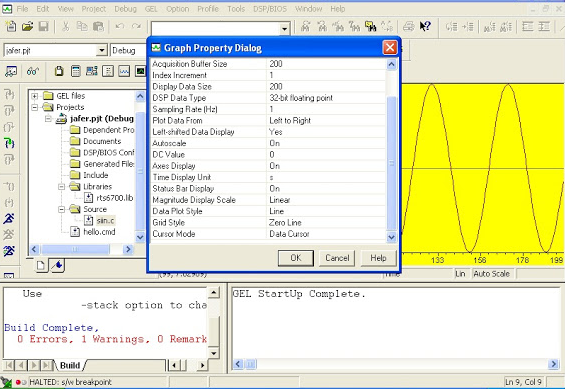 File Edit View Project Debug GEL Option Profile Tools DSP/BIOS Window Help
jafer.pjt Debug
Graph Property Dialog
Acquisition Buffer Size 200
Index Increment 1
Display Data Size 200
DSP Data Type 32-bit floating point
Sampling Rate (Hz) 1
Plot Data From Left to Right
Left-shifted Data Display Yes
Autoscale On
DC Value 0
Axes Display On
Time Display Unit s
Status Bar Display On
Magnitude Display Scale Linear
Data Plot Style Line
Grid Style Zero Line
Cursor Mode Data Cursor
OK Cancel Help
GEL files
Projects
jafer.pjt (Debug
Dependent Pro
Documents
DSP/BIOS Conf
Generated Files
Include
Libraries
rts6700.lib
Source
siin.c
hello.cmd
133 156 178 199
(99, 7.02909) Time Lin Auto Scale
Use
-stack option to cha
Build Complete,
0 Errors, 1 Warnings, 0 Remark
Build
GEL StartUp Complete.
HALTED: s/w breakpoint
Ln 9, Col 9